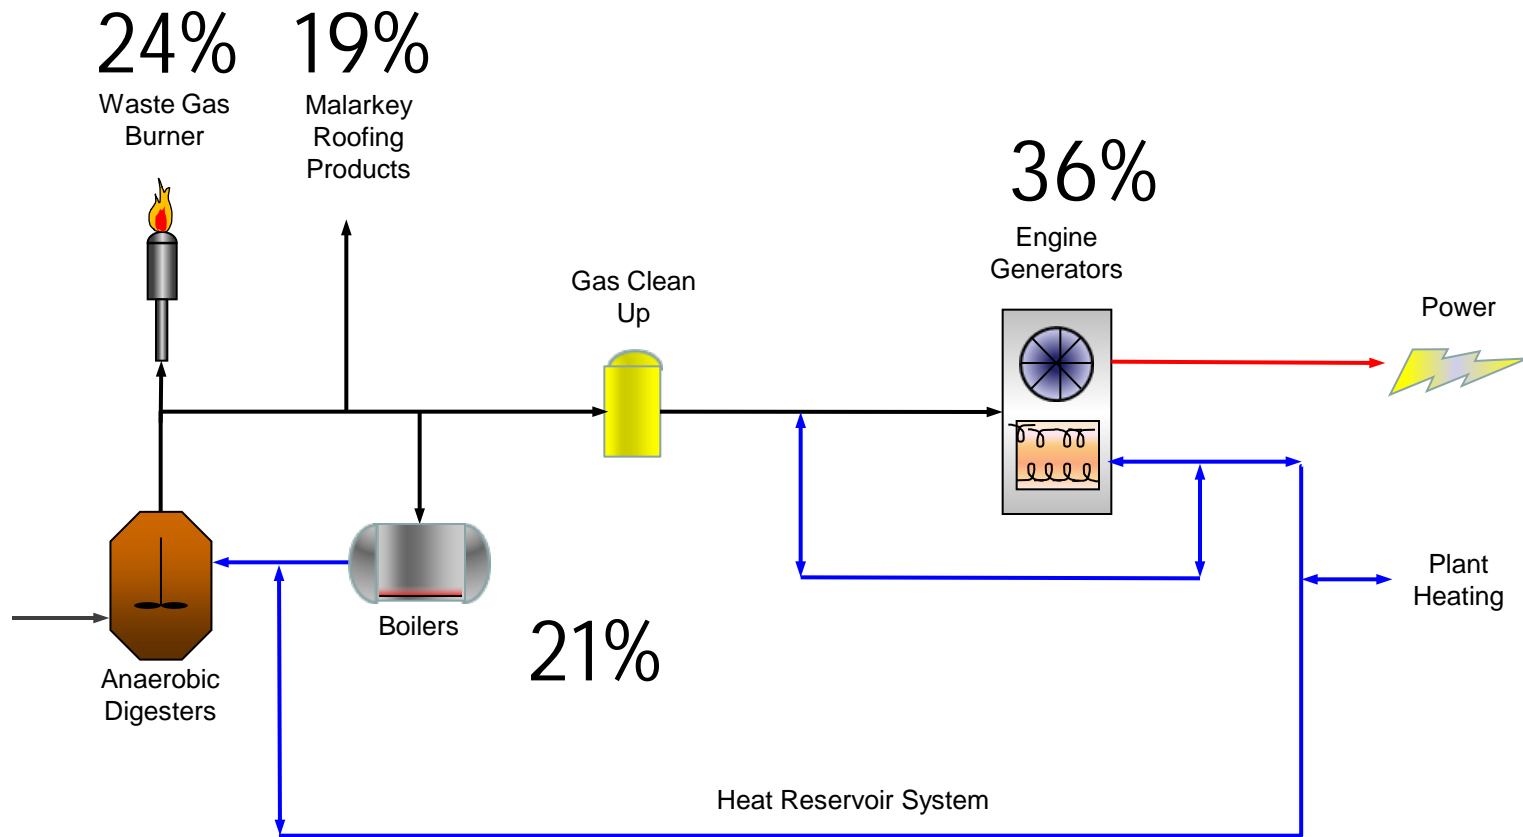 24%
Waste Gas
Burner
19%
Malarkey
Roofing
Products
36%
Engine
Generators
Gas Clean
Up
Power
Boilers
21%
Plant
Heating
Anaerobic
Digesters
Heat Reservoir System